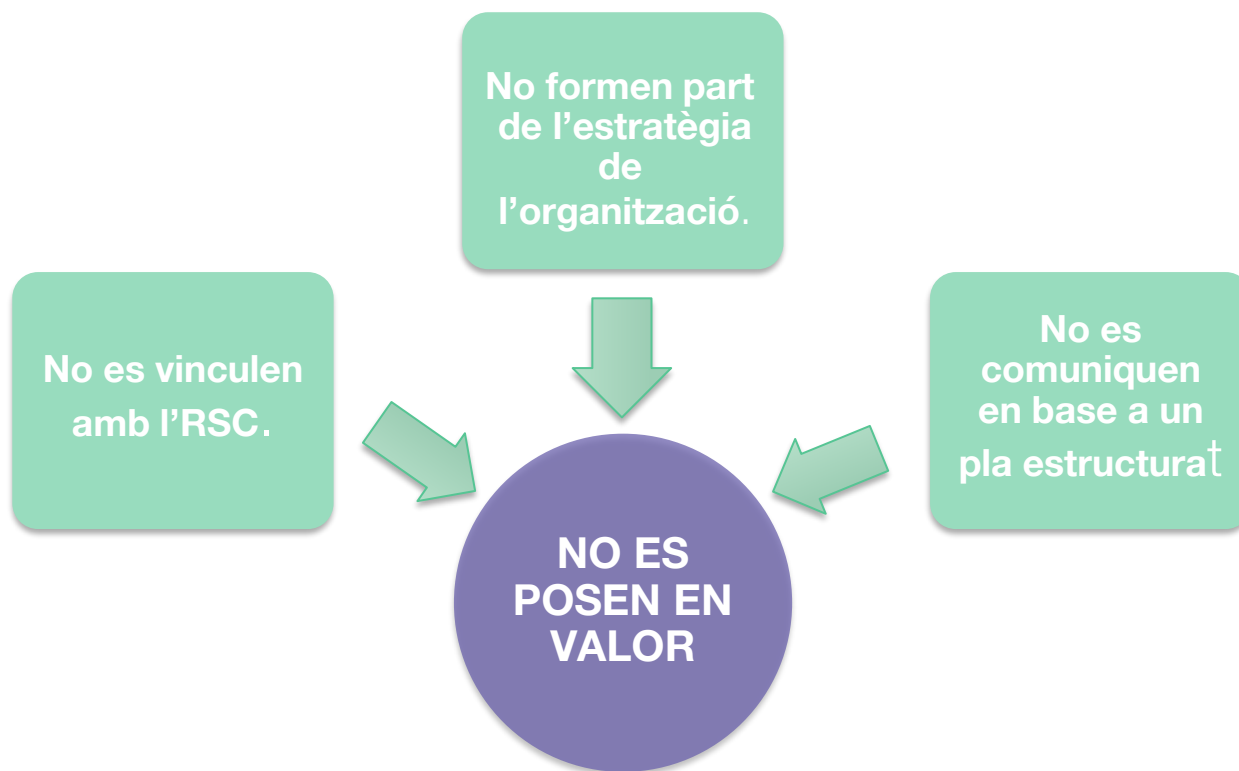 No formen part
de l’estratègia
de
l’organització.
No es vinculen
amb l’RSC.
No es
comuniquen
en base a un
pla estructurat
NO ES
POSEN EN
VALOR